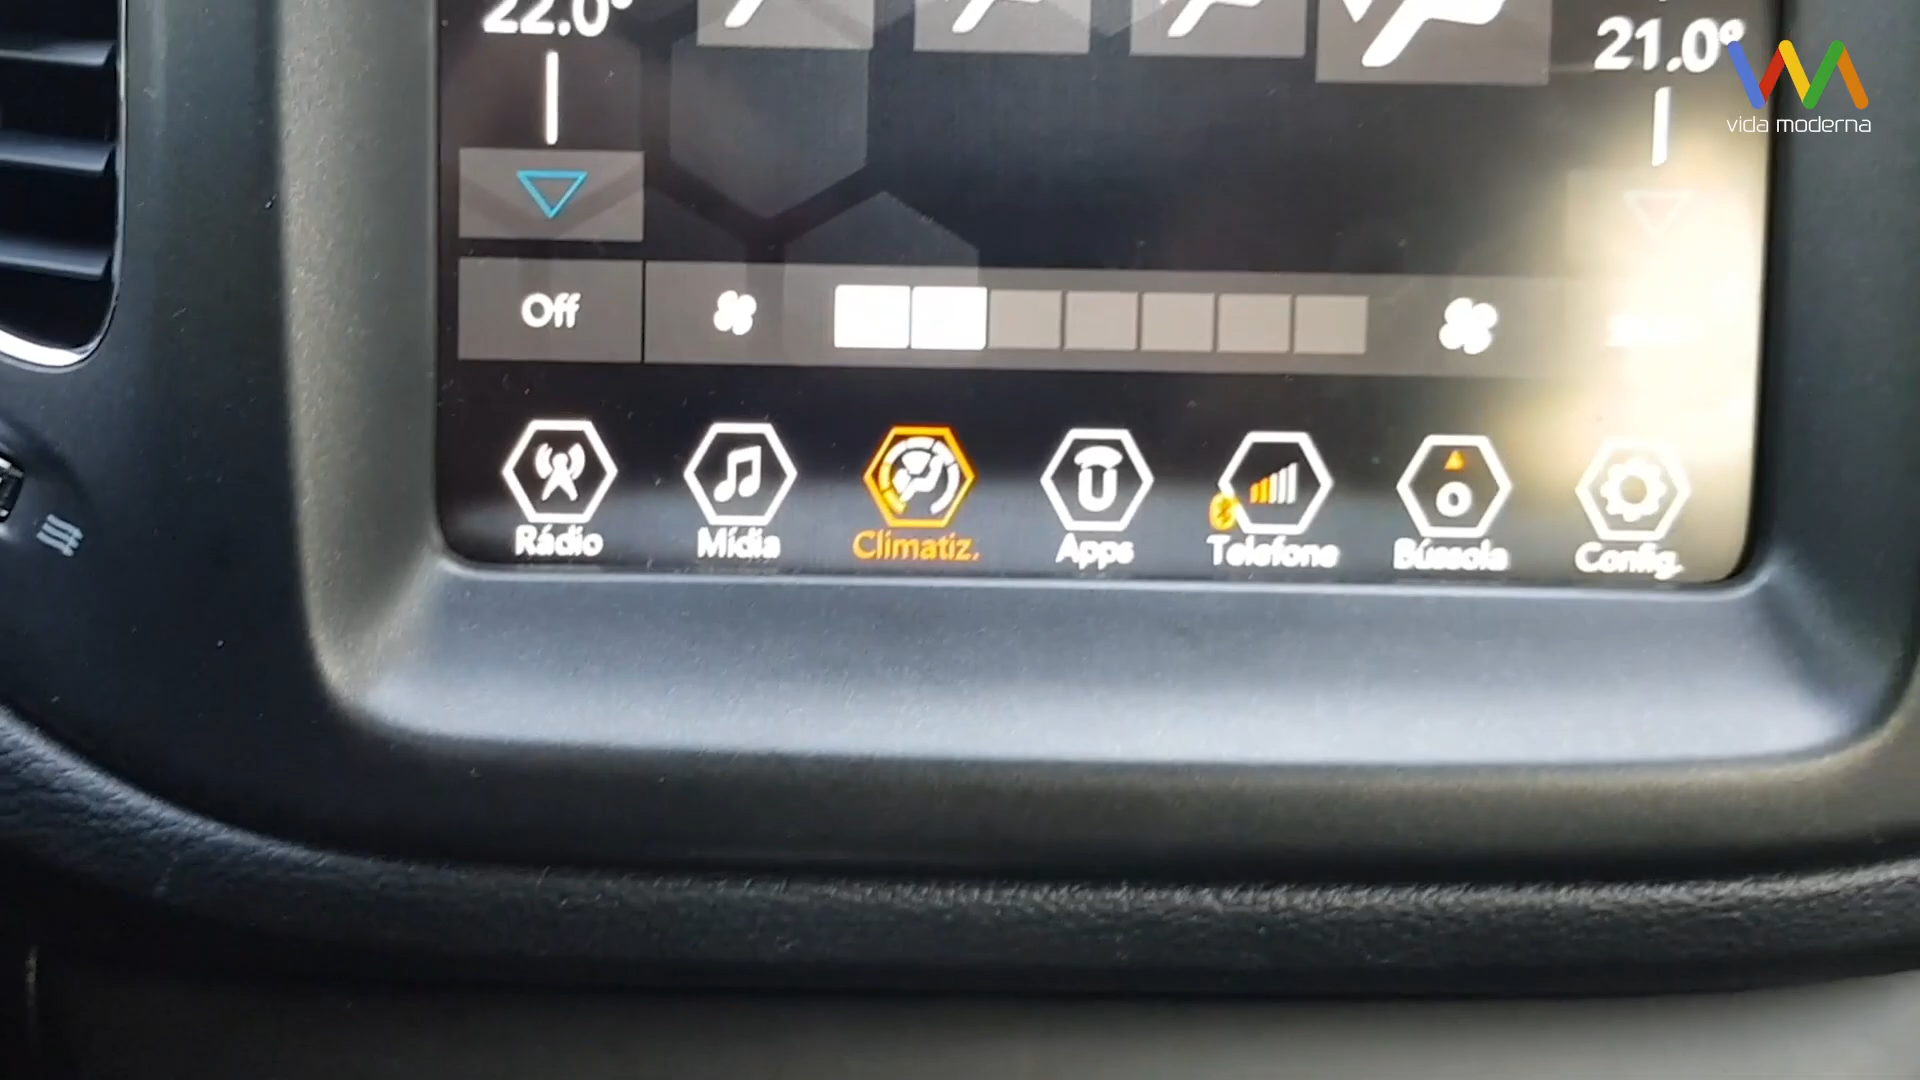 22.0°
21.0°
vida moderna
Off
Rádio
Mídia
Climatiz.
Apps
Telefone
Bússola
Config.